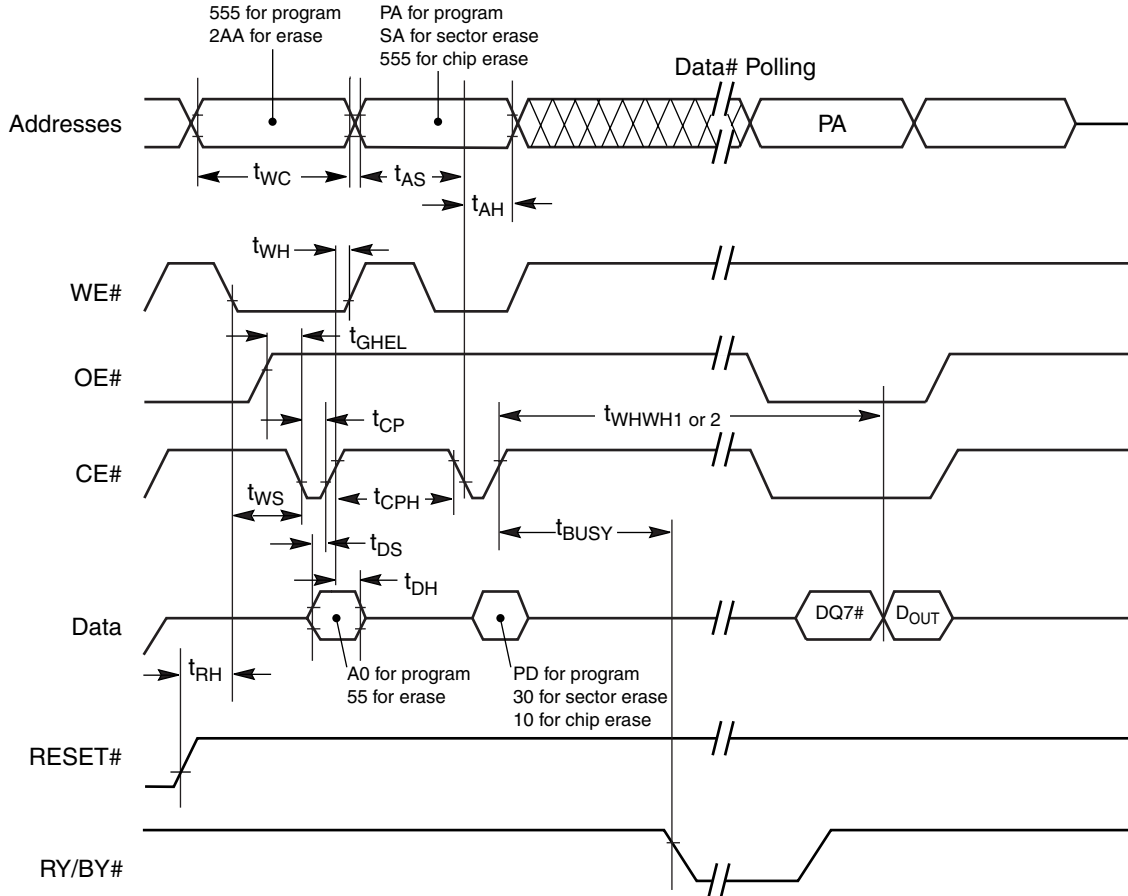 555 for program
2AA for erase
PA for program
SA for sector erase
555 for chip erase
Data# Polling
Addresses
PA
tWC
tAS
tAH
tWH
WE#
tGHEL
OE#
tWHWH1 or 2
tCP
CE#
tWS
tCPH
tBUSY
tDS
tDH
Data
DQ7#
DOUT
tRH
A0 for program
55 for erase
PD for program
30 for sector erase
10 for chip erase
RESET#
RY/BY#